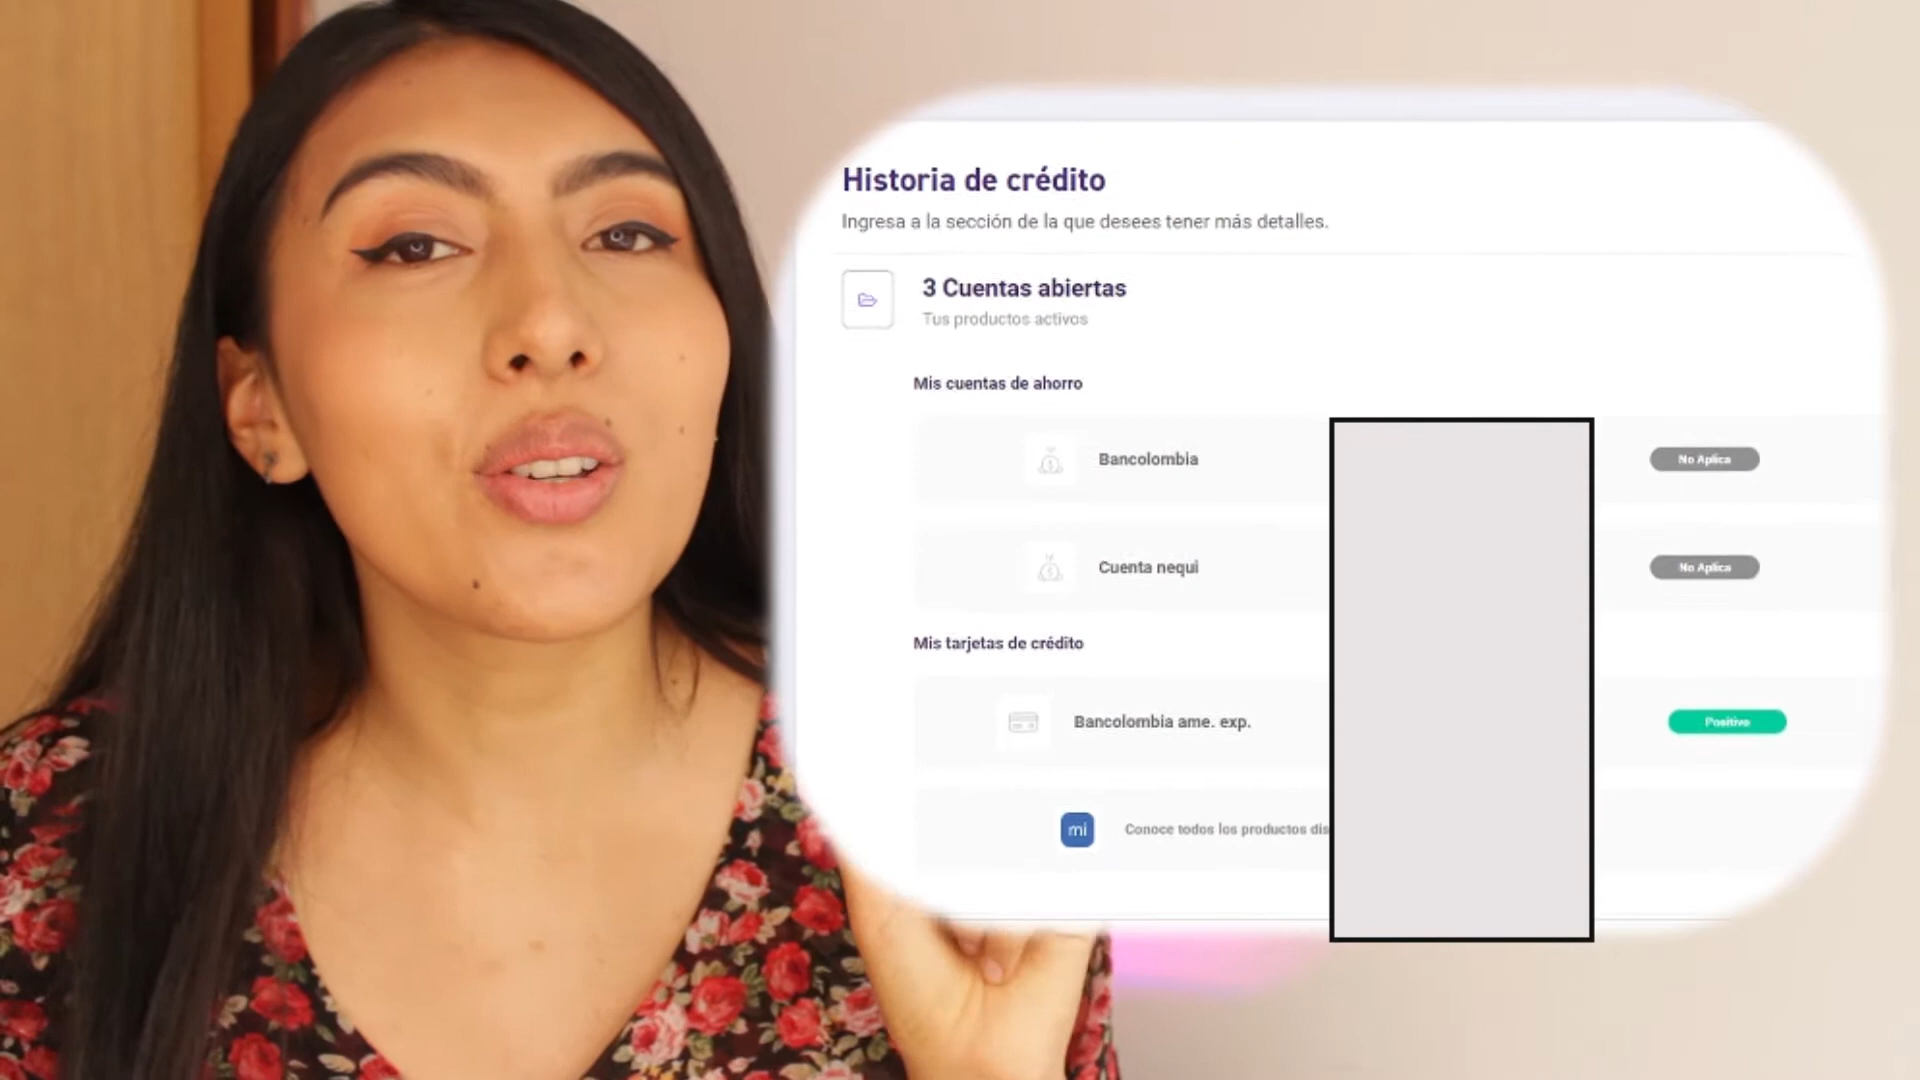 Historia de crédito
Ingresa a la sección de la que desees tener más detalles.
3 Cuentas abiertas
Tus productos activos
Mis cuentas de ahorro
Bancolombia
No Aplica
Cuenta nequi
No Aplica
Mis tarjetas de crédito
Bancolombia ame. exp.
Positivo
mi
Conoce todos los productos dis